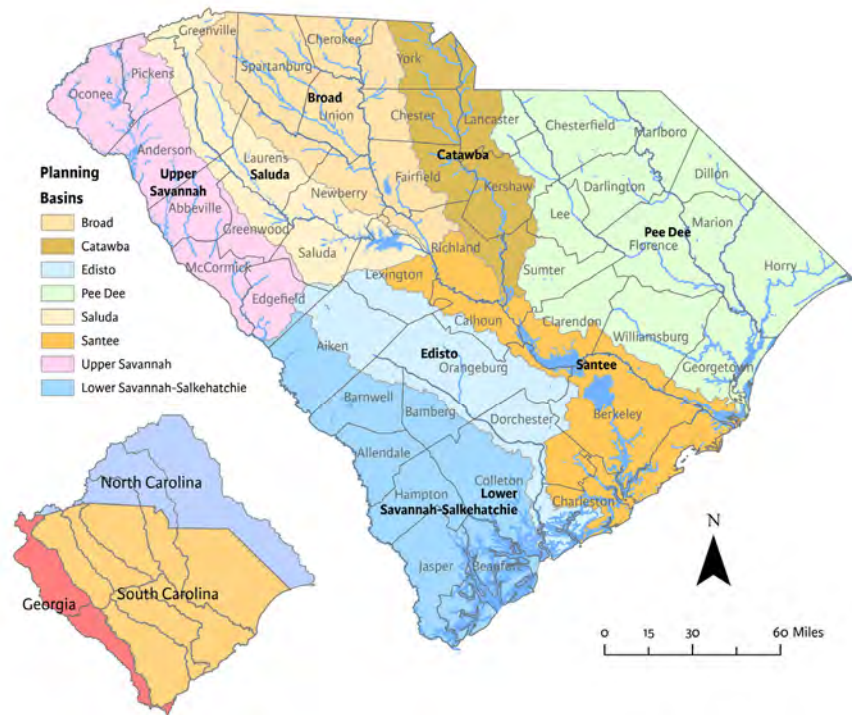 Greenville
Cherokee
York
Pickens
Spartanburg
Oconee
Broad
Union
Chester
Lancaster
Chesterfield
Marlboro
Anderson
Upper
Savannah
Laurens
Saluda
Catawba
Dillon
Abbeville
Newberry
Fairfield
Kershaw
Darlington
Lee
Marion
Greenwood
Pee Dee
Florence
Saluda
Richland
McCormick
Lexington
Sumter
Horry
Edgefield
Calhoun
Clarendon
Williamsburg
Aiken
Edisto
Orangeburg
Santee
Georgetown
Barnwell
Bamberg
Dorchester
Berkeley
Allendale
Colleton
Hampton
Lower
Savannah-Salkehatchie
Charleston
Jasper
Beaufort
Planning
Basins
Broad
Catawba
Edisto
Pee Dee
Saluda
Santee
Upper Savannah
Lower Savannah-Salkehatchie
North Carolina
South Carolina
Georgia
N
0 15 30 60 Miles